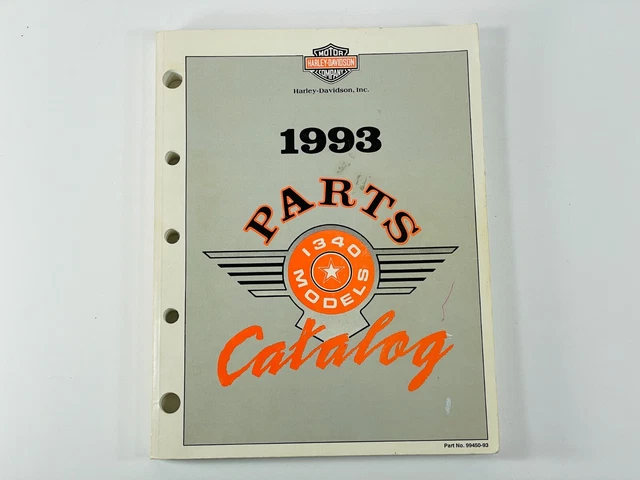 MOTOR
HARLEY-DAVIDSON
COMPANY
Harley-Davidson, Inc.
1993
PARTS
1340
MODELS
Catalog
Part No. 99450-93